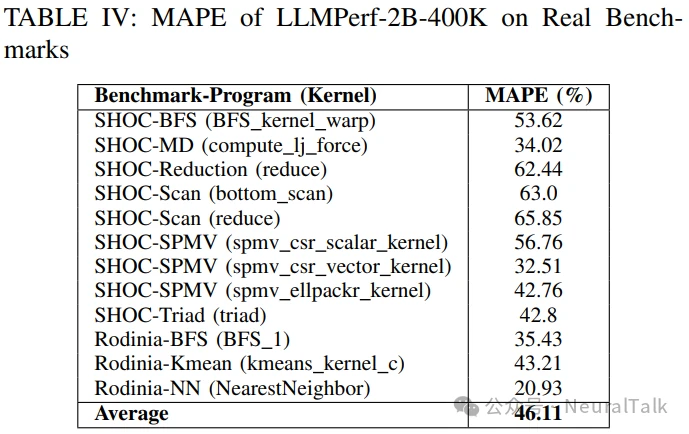 TABLE IV: MAPE of LLMPerf-2B-400K on Real Bench-
marks
Benchmark-Program (Kernel) MAPE (%)
SHOC-BFS (BFS_kernel_warp) 53.62
SHOC-MD (compute_lj_force) 34.02
SHOC-Reduction (reduce) 62.44
SHOC-Scan (bottom_scan) 63.0
SHOC-Scan (reduce) 65.85
SHOC-SPMV (spmv_csr_scalar_kernel) 56.76
SHOC-SPMV (spmv_csr_vector_kernel) 32.51
SHOC-SPMV (spmv_ellpackr_kernel) 42.76
SHOC-Triad (triad) 42.8
Rodinia-BFS (BFS_1) 35.43
Rodinia-Kmean (kmeans_kernel_c) 43.21
Rodinia-NN (NearestNeighbor) 20.93
Average 46.11
公众号 · NeuralTalk